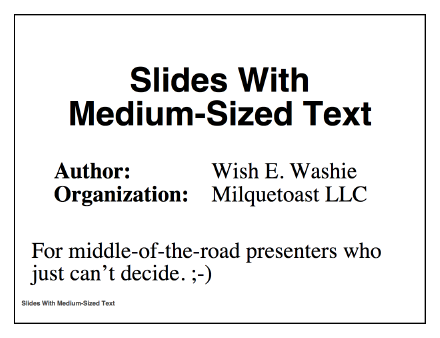 Slides With
Medium-Sized Text
Author: Wish E. Washie
Organization: Milquetoast LLC
For middle-of-the-road presenters who
just can't decide. ;-)
Slides With Medium-Sized Text